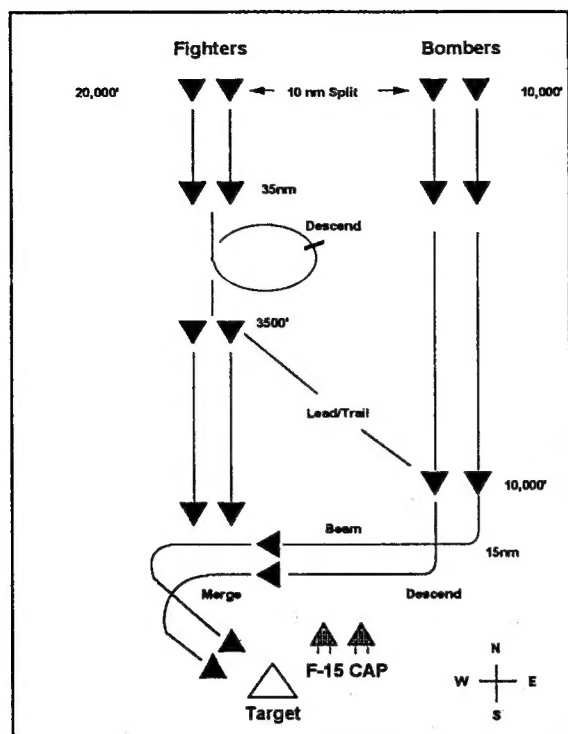 Fighters Bombers
20,000' 10 nm Split 10,000'
35nm
Descend
3500'
Lead/Trail
10,000'
Beam
15nm
Merge Descend
F-15 CAP
N
W E
S
Target